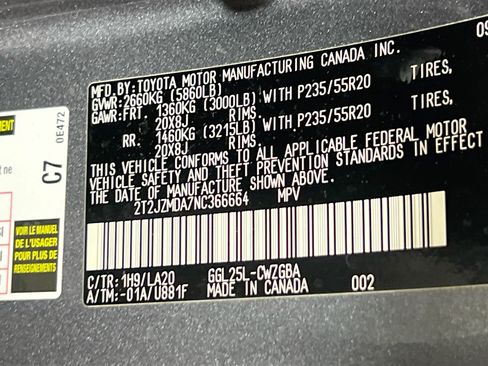 MFD.BY:TOYOTA MOTOR MANUFACTURING CANADA INC.
09
GVWR:2660KG (5860LB)
GAWR:FRT. 1360KG (3000LB) WITH P235/55R20 TIRES,
20X8J RIMS.
RR. 1460KG (3215LB) WITH P235/55R20 TIRES,
20X8J RIMS.
THIS VEHICLE CONFORMS TO ALL APPLICABLE FEDERAL MOTOR
VEHICLE SAFETY AND THEFT PREVENTION STANDARDS IN EFFECT
THE DATE OF MANUFACTURE SHOWN ABOVE.
2T2JZMDA7NC366664 MPV
C/TR: 1H9/LA20 GGL25L-CWZGBA
A/TM:-01A/U881F MADE IN CANADA 002
0E472
C7
VOIR LE MANUEL
DE L'USAGER
POUR PLUS DE
RENSEIGNEMENTS